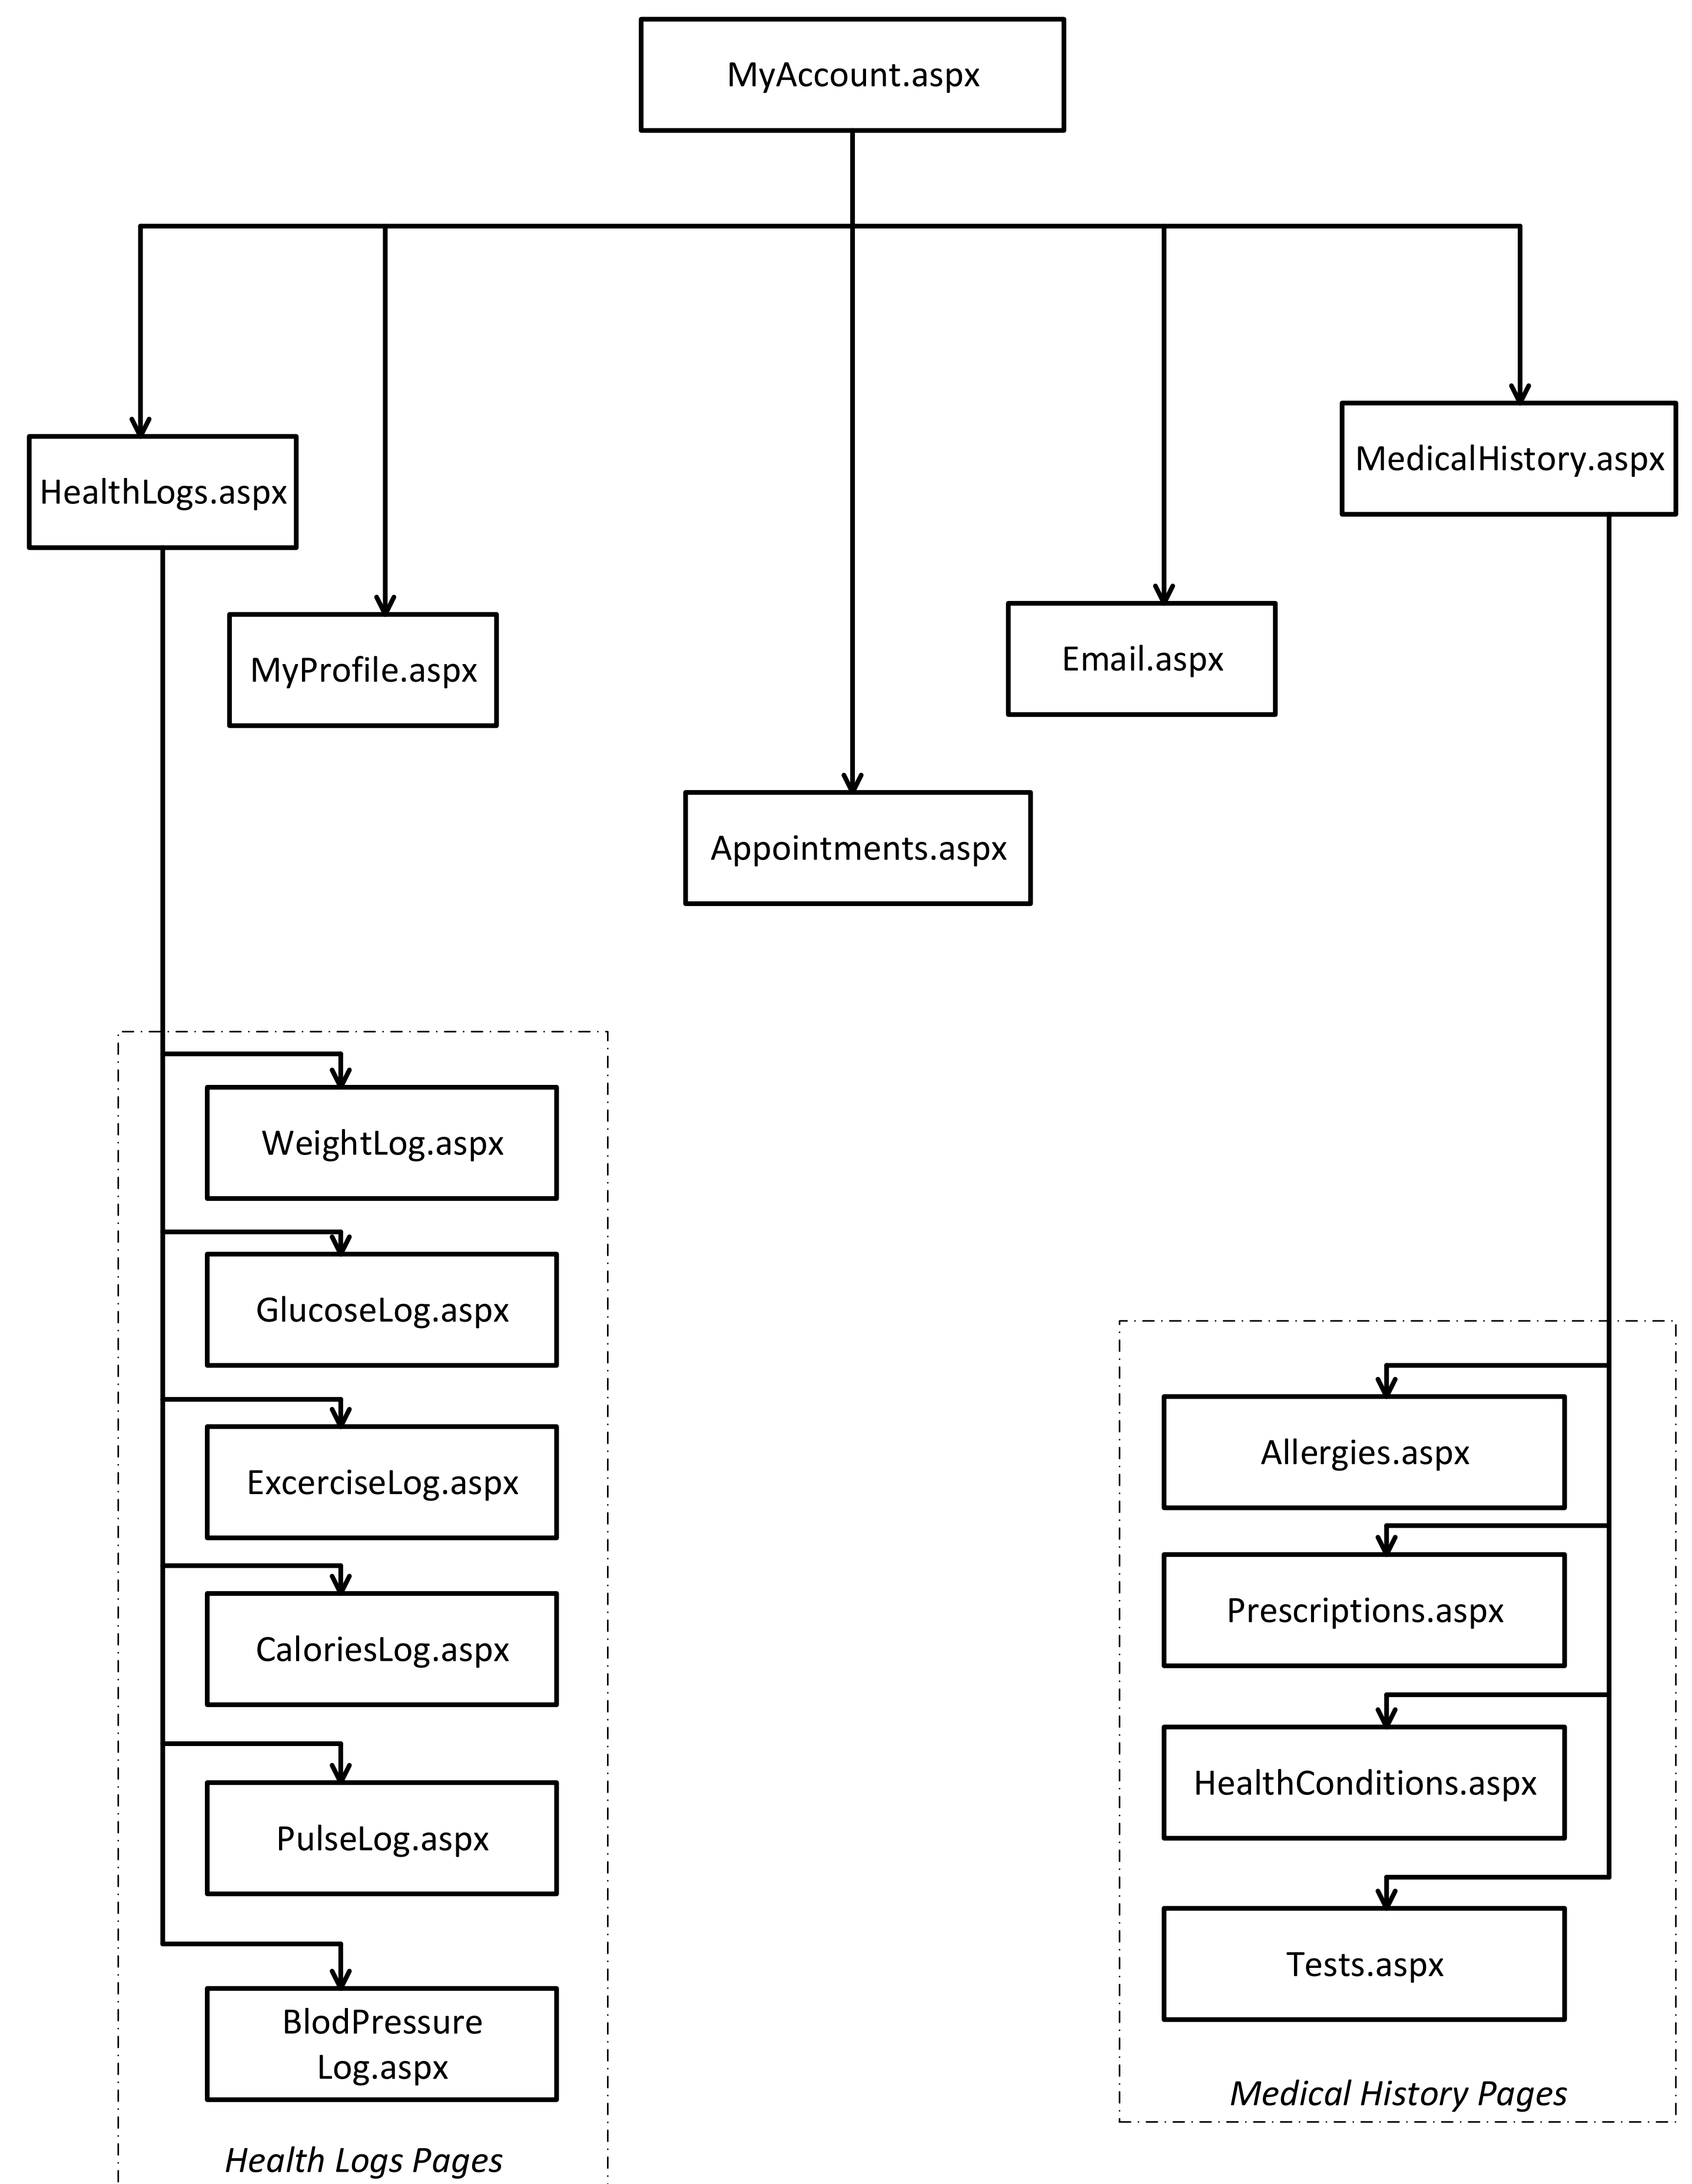 MyAccount.aspx
HealthLogs.aspx
MedicalHistory.aspx
MyProfile.aspx
Email.aspx
Appointments.aspx
WeightLog.aspx
GlucoseLog.aspx
ExcerciseLog.aspx
CaloriesLog.aspx
PulseLog.aspx
BlodPressure
Log.aspx
Health Logs Pages
Allergies.aspx
Prescriptions.aspx
HealthConditions.aspx
Tests.aspx
Medical History Pages